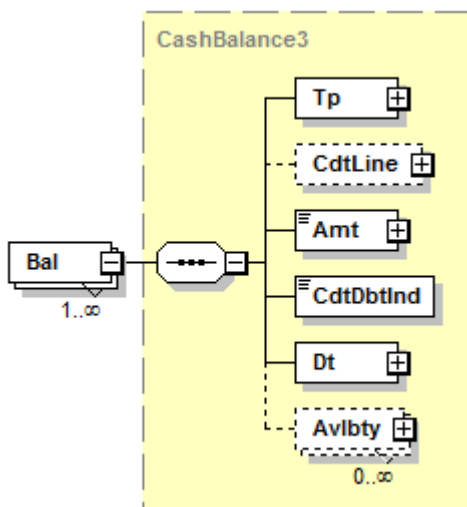 CashBalance3
Tp
CdtLine
Amt
Bal
1..∞
CdtDbtInd
Dt
Avlbty
0..∞